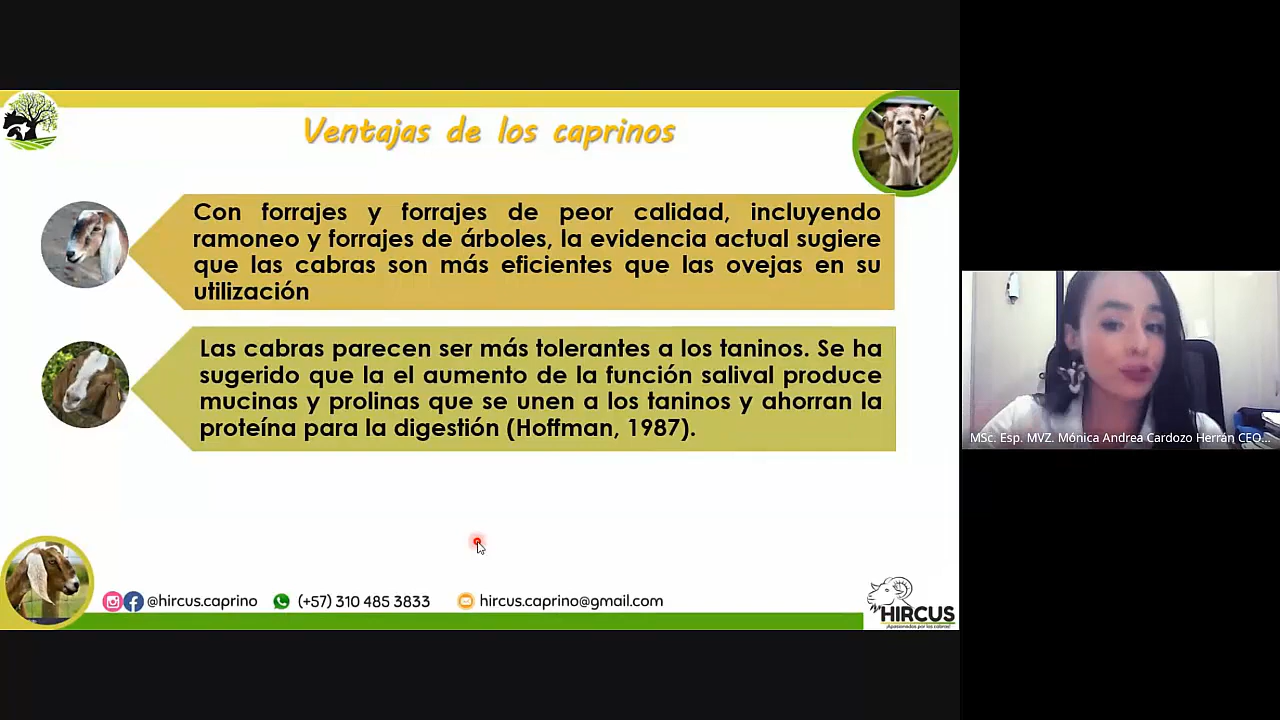 Ventajas de los caprinos
Con forrajes y forrajes de peor calidad, incluyendo
ramoneo y forrajes de árboles, la evidencia actual sugiere
que las cabras son más eficientes que las ovejas en su
utilización
Las cabras parecen ser más tolerantes a los taninos. Se ha
sugerido que la el aumento de la función salival produce
mucinas y prolinas que se unen a los taninos y ahorran la
proteína para la digestión (Hoffman, 1987).
MSc. Esp. MVZ. Mónica Andrea Cardozo Herrán CEO...
@hircus.caprino (+57) 310 485 3833 hircus.caprino@gmail.com
HIRCUS
¡Apasionados por las cabras!